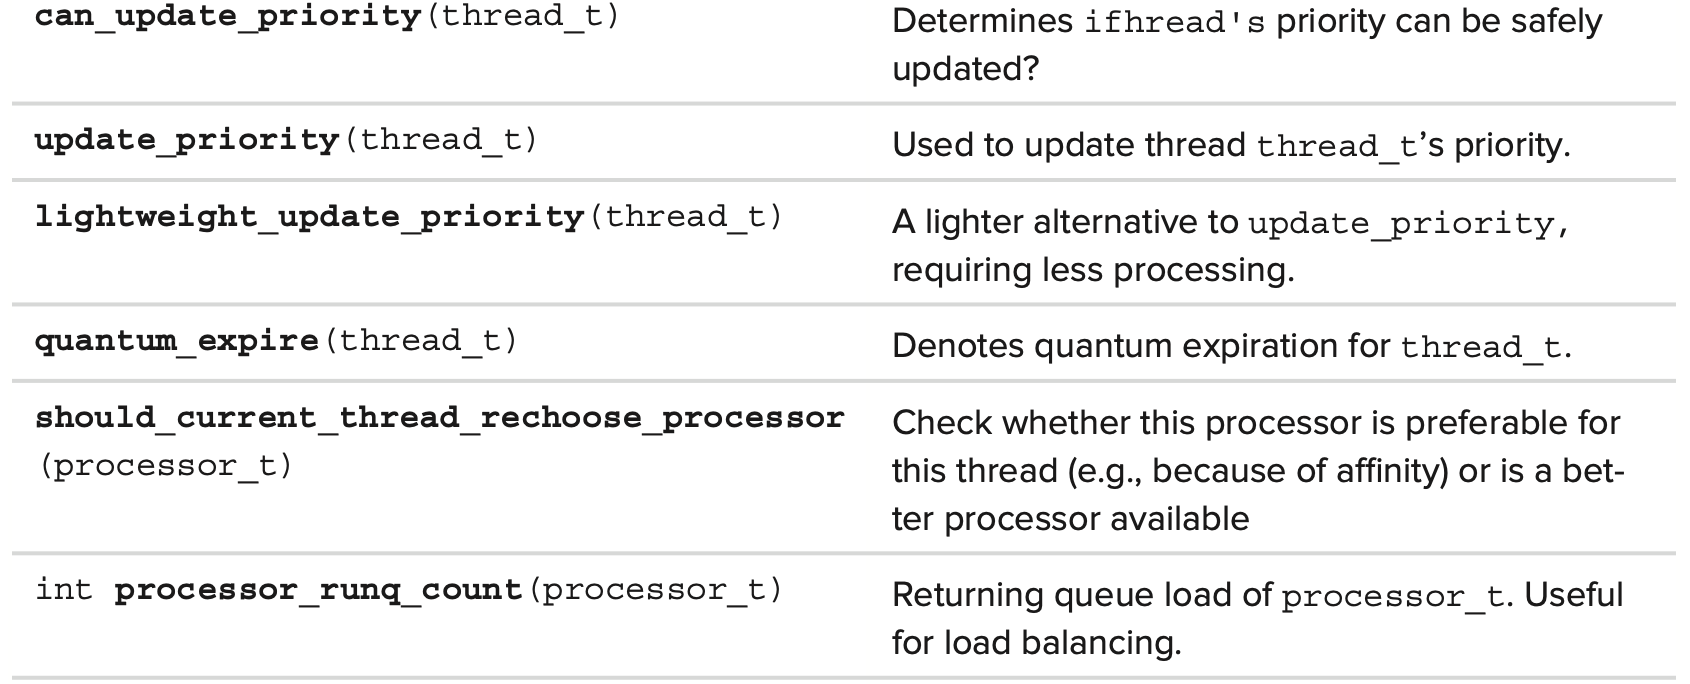 can_update_priority(thread_t)
Determines ifhread's priority can be safely
updated?
update_priority(thread_t)
Used to update thread thread_t’s priority.
lightweight_update_priority(thread_t)
A lighter alternative to update_priority,
requiring less processing.
quantum_expire(thread_t)
Denotes quantum expiration for thread_t.
should_current_thread_rechoose_processor
(processor_t)
Check whether this processor is preferable for
this thread (e.g., because of affinity) or is a bet-
ter processor available
int processor_runq_count(processor_t)
Returning queue load of processor_t. Useful
for load balancing.